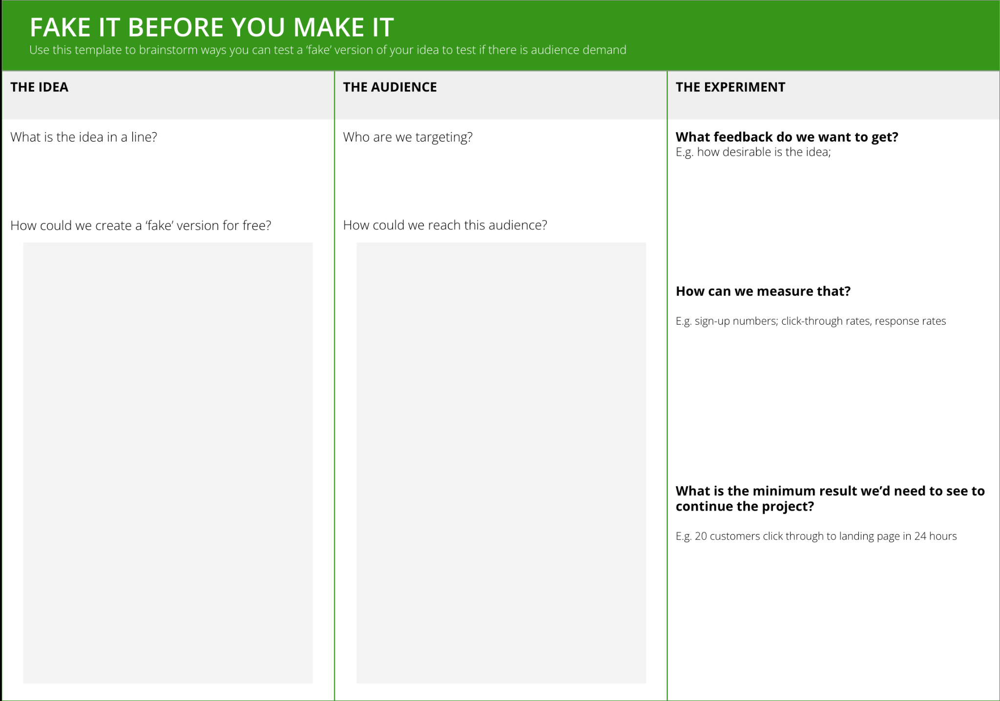 FAKE IT BEFORE YOU MAKE IT
Use this template to brainstorm ways you can test a ‘fake’ version of your idea to test if there is audience demand
THE IDEA
What is the idea in a line?
How could we create a ‘fake’ version for free?
THE AUDIENCE
Who are we targeting?
How could we reach this audience?
THE EXPERIMENT
What feedback do we want to get?
E.g. how desirable is the idea;
How can we measure that?
E.g. sign-up numbers; click-through rates, response rates
What is the minimum result we’d need to see to
continue the project?
E.g. 20 customers click through to landing page in 24 hours